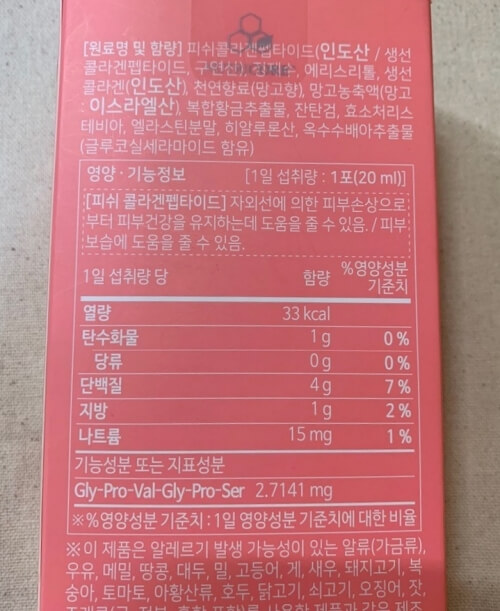 [원료명 및 함량] 피쉬콜라겐펩타이드(인도산 / 생선
콜라겐펩타이드, 구연산), 정제수, 에리스리톨, 생선
콜라겐(인도산), 천연향료(망고향), 망고농축액(망고
: 이스라엘산), 복합황금추출물, 잔탄검, 효소처리스
테비아, 엘라스틴분말, 히알루론산, 옥수수배아추출물
(글루코실세라마이드 함유)
영양 · 기능정보 [1일 섭취량 : 1포(20 ml)]
[피쉬 콜라겐펩타이드] 자외선에 의한 피부손상으로
부터 피부건강을 유지하는데 도움을 줄 수 있음. / 피부
보습에 도움을 줄 수 있음.
1일 섭취량 당 함량 %영양성분
기준치
열량 33 kcal
탄수화물 1 g 0 %
당류 0 g 0 %
단백질 4 g 7 %
지방 1 g 2 %
나트륨 15 mg 1 %
기능성분 또는 지표성분
Gly-Pro-Val-Gly-Pro-Ser 2.7141 mg
※%영양성분 기준치 : 1일 영양성분 기준치에 대한 비율
※이 제품은 알레르기 발생 가능성이 있는 알류(가금류),
우유, 메밀, 땅콩, 대두, 밀, 고등어, 게, 새우, 돼지고기, 복
숭아, 토마토, 아황산류, 호두, 닭고기, 쇠고기, 오징어, 잣,